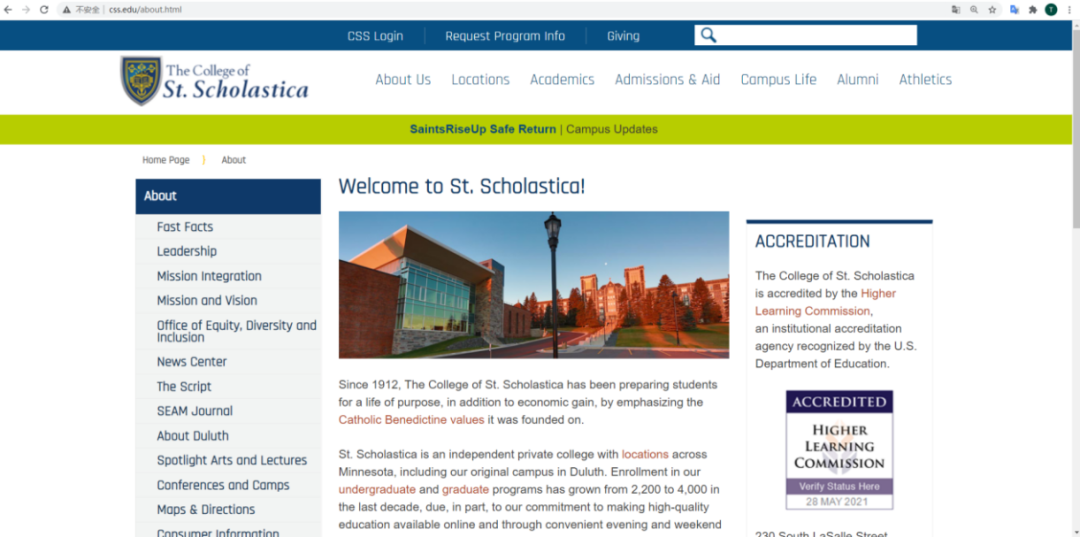 不安全 | css.edu/about.html
T
CSS Login
Request Program Info
Giving
The College of
St. Scholastica
About Us
Locations
Academics
Admissions & Aid
Campus Life
Alumni
Athletics
SaintsRiseUp Safe Return | Campus Updates
Home Page
About
About
Fast Facts
Leadership
Mission Integration
Mission and Vision
Office of Equity, Diversity and
Inclusion
News Center
The Script
SEAM Journal
About Duluth
Spotlight Arts and Lectures
Conferences and Camps
Maps & Directions
Consumer Information
Welcome to St. Scholastica!
Since 1912, The College of St. Scholastica has been preparing students
for a life of purpose, in addition to economic gain, by emphasizing the
Catholic Benedictine values it was founded on.
St. Scholastica is an independent private college with locations across
Minnesota, including our original campus in Duluth. Enrollment in our
undergraduate and graduate programs has grown from 2,200 to 4,000 in
the last decade, due, in part, to our commitment to making high-quality
education available online and through convenient evening and weekend
ACCREDITATION
The College of St. Scholastica
is accredited by the Higher
Learning Commission,
an institutional accreditation
agency recognized by the U.S.
Department of Education.
ACCREDITED
HIGHER
LEARNING
COMMISSION
Verify Status Here
28 MAY 2021
230 South LaSalle Street